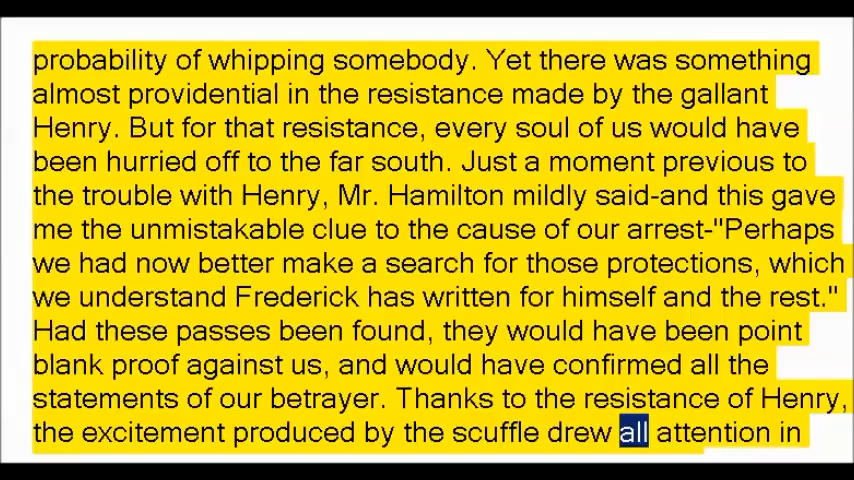 probability of whipping somebody. Yet there was something
almost providential in the resistance made by the gallant
Henry. But for that resistance, every soul of us would have
been hurried off to the far south. Just a moment previous to
the trouble with Henry, Mr. Hamilton mildly said-and this gave
me the unmistakable clue to the cause of our arrest-"Perhaps
we had now better make a search for those protections, which
we understand Frederick has written for himself and the rest."
Had these passes been found, they would have been point
blank proof against us, and would have confirmed all the
statements of our betrayer. Thanks to the resistance of Henry,
the excitement produced by the scuffle drew all attention in